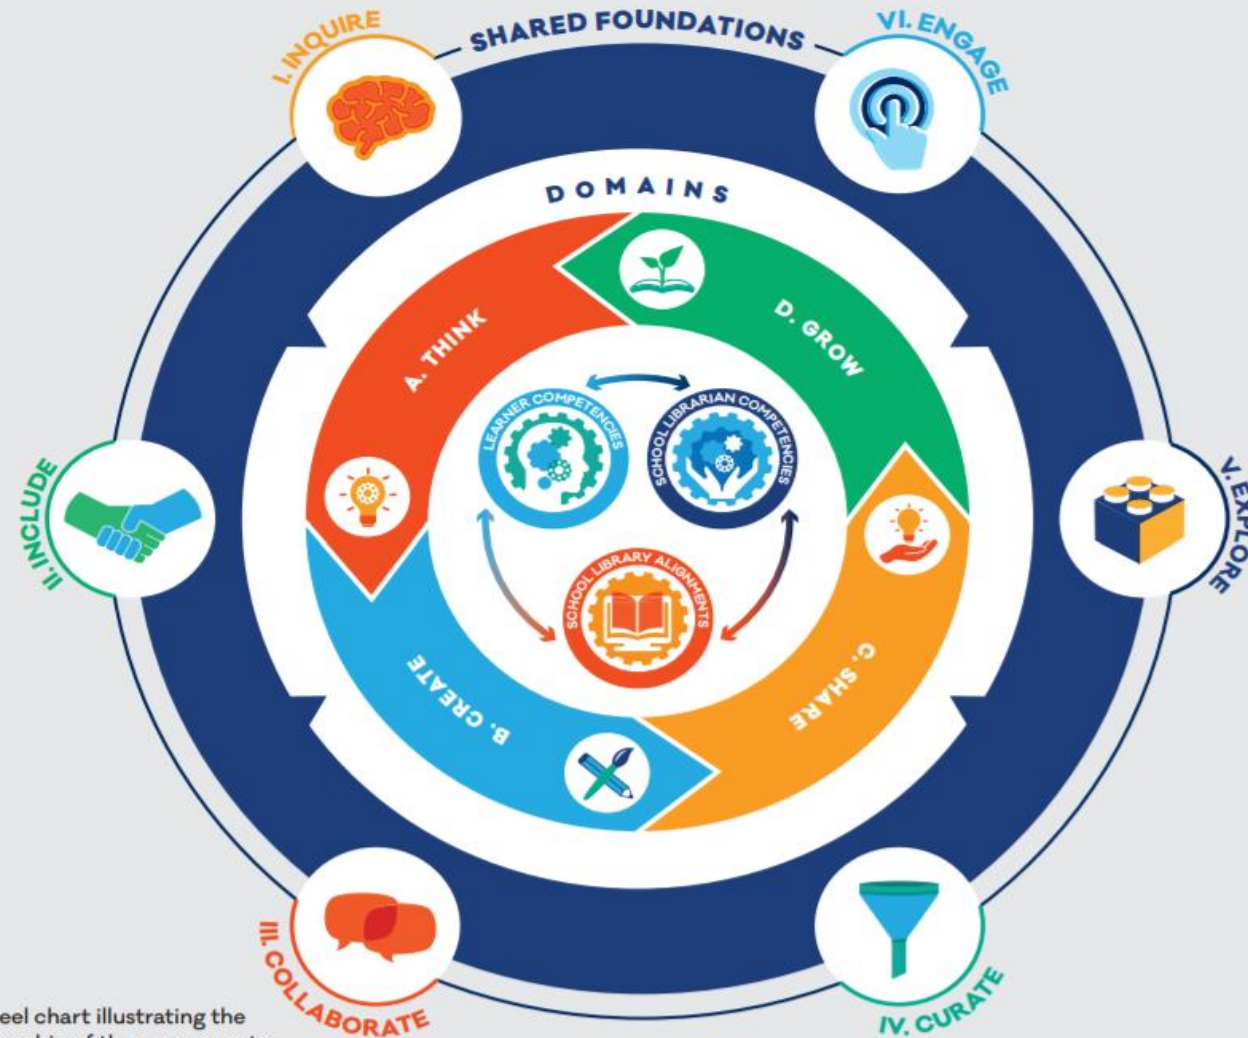 SHARED FOUNDATIONS
I. INQUIRE
VI. ENGAGE
DOMAINS
A. THINK
D. GROW
LEARNER COMPETENCIES
SCHOOL LIBRARIAN COMPETENCIES
II. INCLUDE
V. EXPLORE
SCHOOL LIBRARY ALIGNMENTS
B. CREATE
C. SHARE
III. COLLABORATE
IV. CURATE
eel chart illustrating the